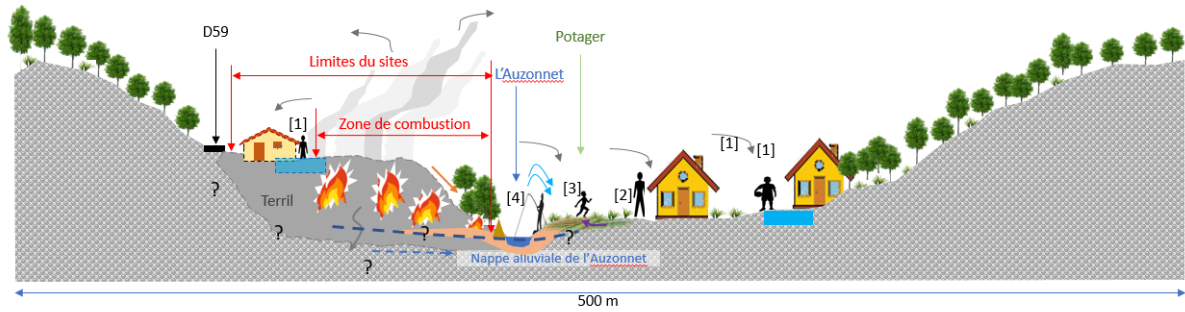 D59
Potager
Limites du sites
L'Auzonnet
[1]
Zone de combustion
[1]
[1]
[3]
[2]
[4]
?
Terril
?
?
?
Nappe alluviale de l'Auzonnet
?
500 m